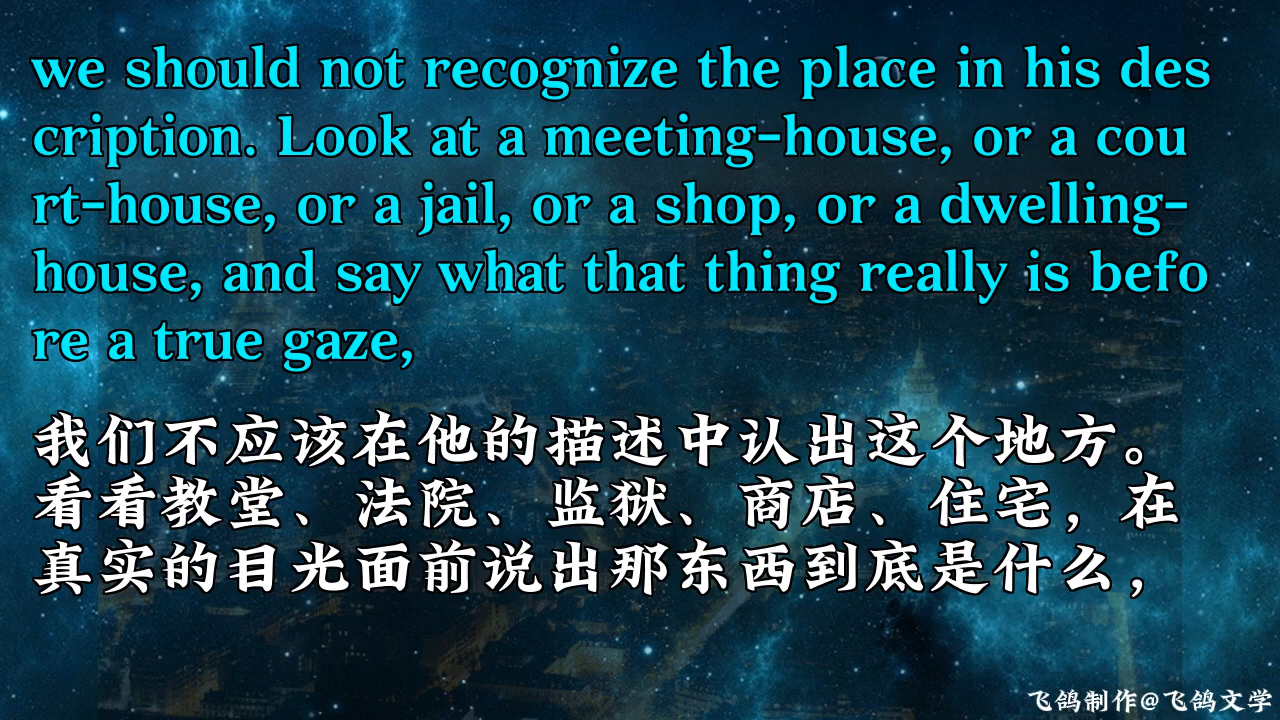 we should not recognize the place in his des
cription. Look at a meeting-house, or a cou
rt-house, or a jail, or a shop, or a dwelling-
house, and say what that thing really is befo
re a true gaze,
我们不应该在他的描述中认出这个地方。
看看教堂、法院、监狱、商店、住宅，在
真实的目光面前说出那东西到底是什么，
飞鸽制作@飞鸽文学